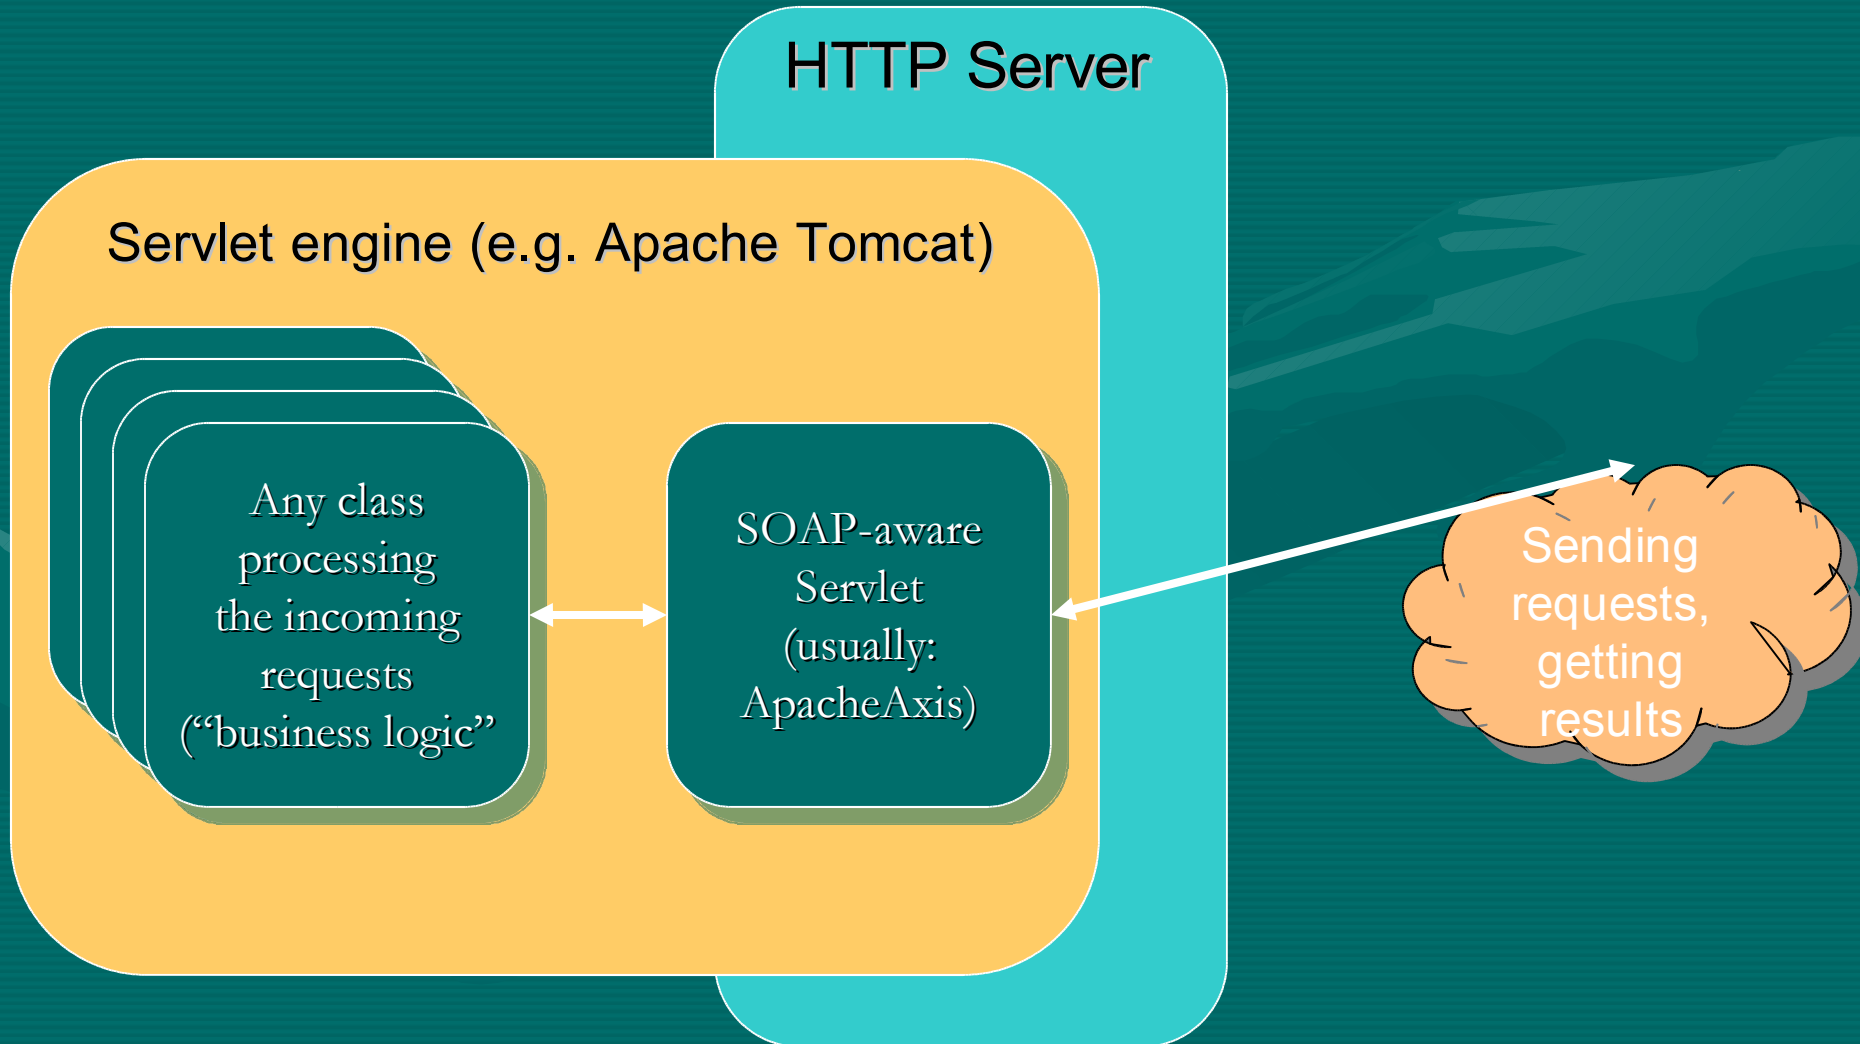 HTTP Server
Servlet engine (e.g. Apache Tomcat)
Any class
processing
the incoming
requests
(“business logic”
SOAP-aware
Servlet
(usually:
ApacheAxis)
Sending
requests,
getting
results